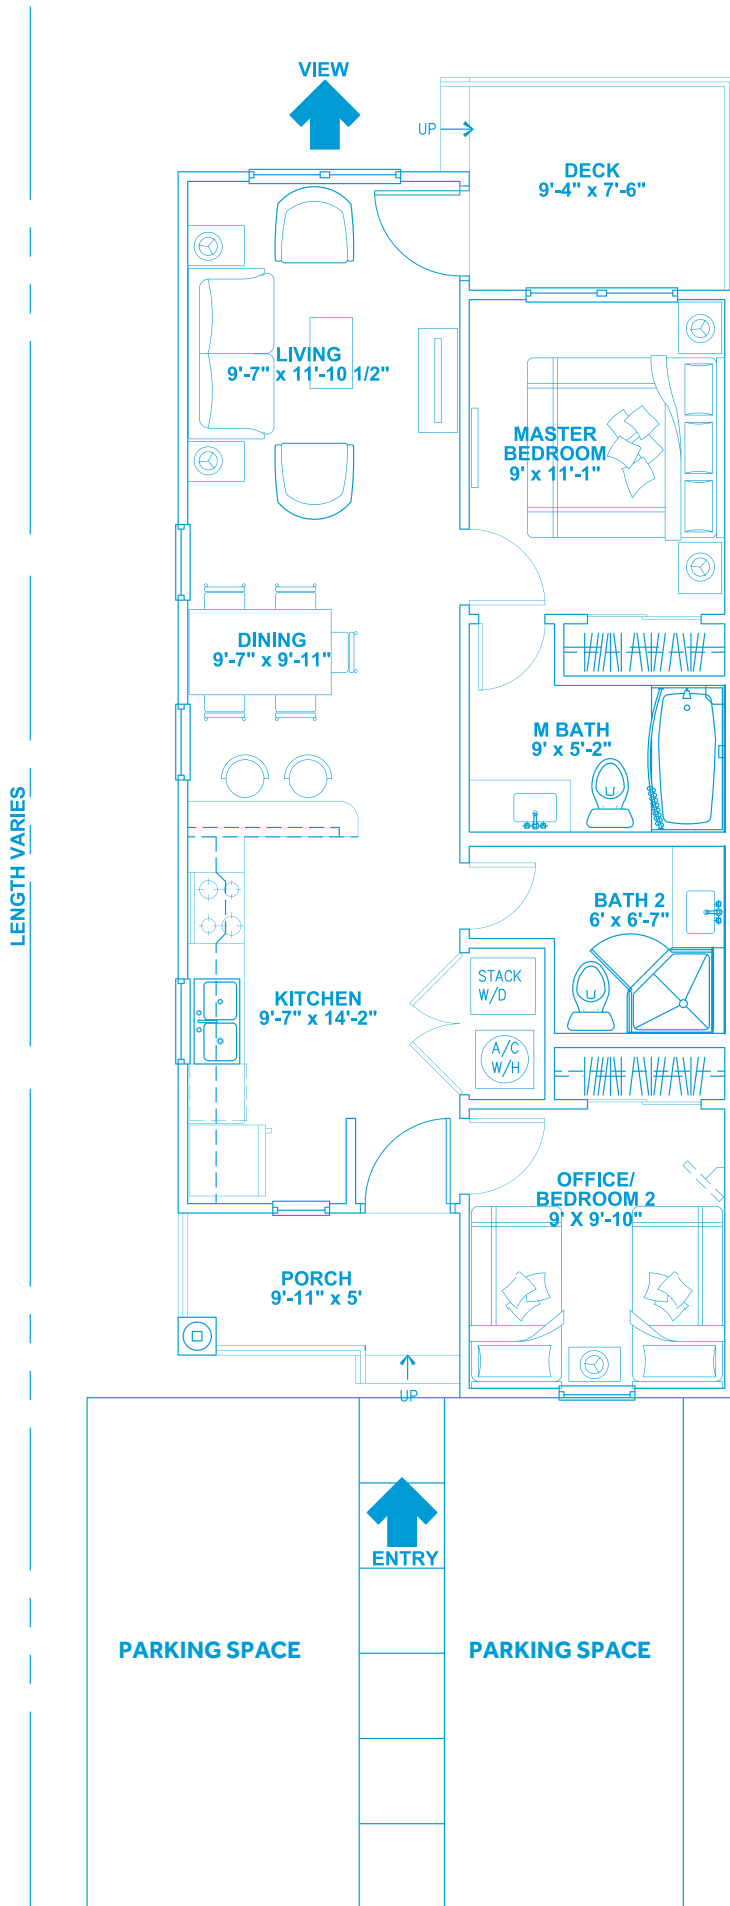 VIEW
UP
DECK
9'-4" x 7'-6"
LIVING
9'-7" x 11'-10 1/2"
MASTER
BEDROOM
9' x 11'-1"
DINING
9'-7" x 9'-11"
M BATH
9' x 5'-2"
LENGTH VARIES
BATH 2
6' x 6'-7"
KITCHEN
9'-7" x 14'-2"
STACK
W/D
A/C
W/H
OFFICE/
BEDROOM 2
9' X 9'-10"
PORCH
9'-11" x 5'
UP
ENTRY
PARKING SPACE
PARKING SPACE